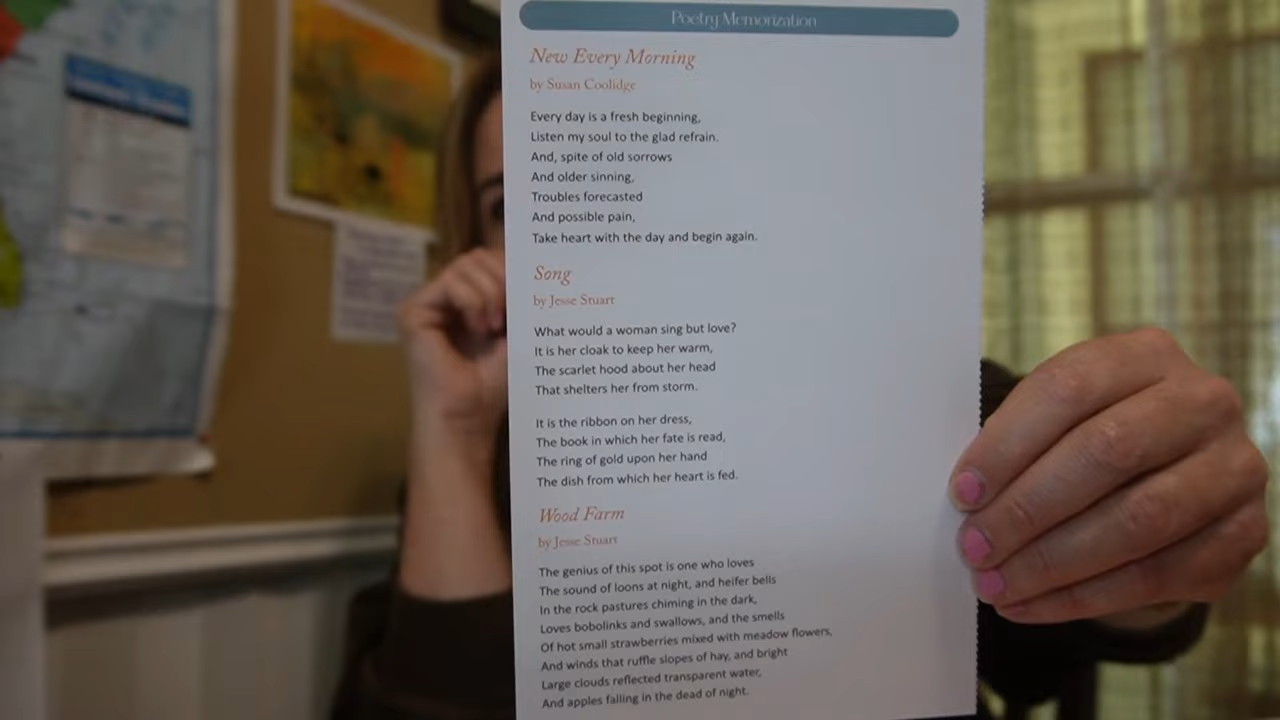 Poetry Memorization
New Every Morning
by Susan Coolidge
Every day is a fresh beginning,
Listen my soul to the glad refrain.
And, spite of old sorrows
And older sinning,
Troubles forecasted
And possible pain,
Take heart with the day and begin again.
Song
by Jesse Stuart
What would a woman sing but love?
It is her cloak to keep her warm,
The scarlet hood about her head
That shelters her from storm.
It is the ribbon on her dress,
The book in which her fate is read,
The ring of gold upon her hand
The dish from which her heart is fed.
Wood Farm
by Jesse Stuart
The genius of this spot is one who loves
The sound of loons at night, and heifer bells
In the rock pastures chiming in the dark,
Loves bobolinks and swallows, and the smells
Of hot small strawberries mixed with meadow flowers,
And winds that ruffle slopes of hay, and bright
Large clouds reflected transparent water,
And apples falling in the dead of night.